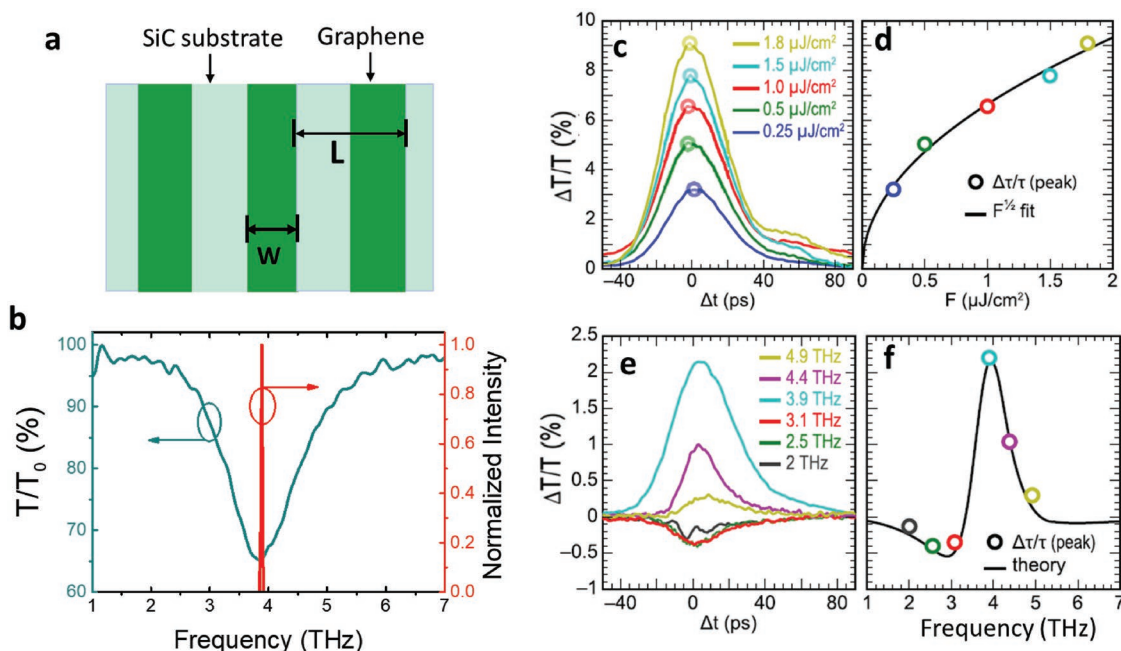 a
SiC substrate
Graphene
L
W
b
100
90
80
70
60
T/T0 (%)
1.0
0.8
0.6
0.4
0.2
0.0
Normalized Intensity
1 2 3 4 5 6 7
Frequency (THz)
c
1.8 µJ/cm²
1.5 µJ/cm²
1.0 µJ/cm²
0.5 µJ/cm²
0.25 µJ/cm²
10
8
6
4
2
0
ΔT/T (%)
−40 0 40 80
Δt (ps)
d
Δτ/τ (peak)
F½ fit
0 0.5 1 1.5 2
F (µJ/cm²)
e
4.9 THz
4.4 THz
3.9 THz
3.1 THz
2.5 THz
2 THz
2.5
2
1.5
1
0.5
0
−0.5
−1
ΔT/T (%)
−40 0 40 80
Δt (ps)
f
Δτ/τ (peak)
theory
1 2 3 4 5 6 7
Frequency (THz)